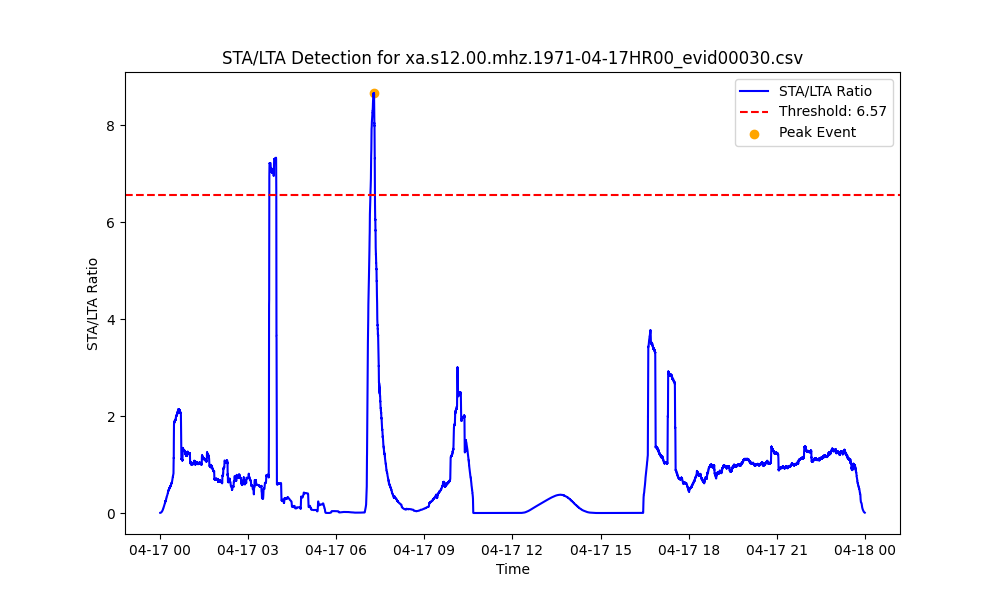 STA/LTA Detection for xa.s12.00.mhz.1971-04-17HR00_evid00030.csv
STA/LTA Ratio
Threshold: 6.57
Peak Event
STA/LTA Ratio
8
6
4
2
0
04-17 00 04-17 03 04-17 06 04-17 09 04-17 12 04-17 15 04-17 18 04-17 21 04-18 00
Time